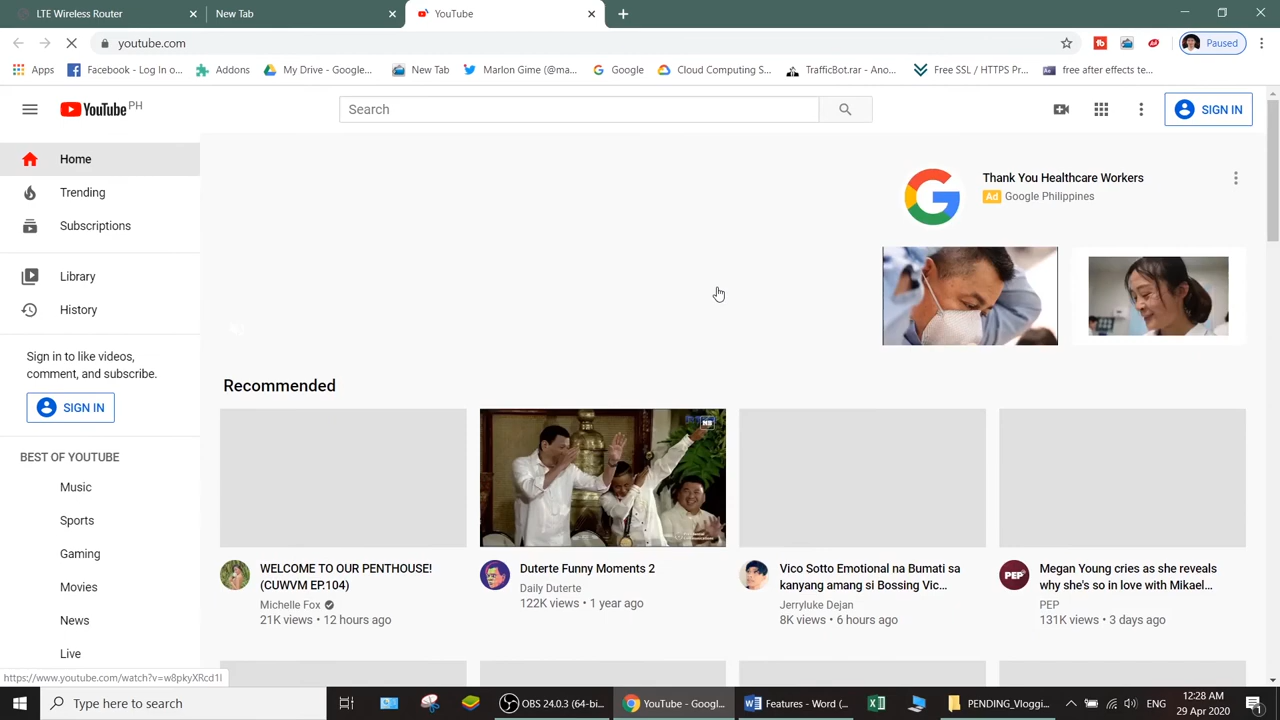 LTE Wireless Router
New Tab
YouTube
youtube.com
Paused
Apps
Facebook - Log In o...
Addons
My Drive - Google...
New Tab
Twitter
Marlon Gime (@ma...
Google
Cloud Computing S...
TrafficBot.rar - Ano...
Free SSL / HTTPS Pr...
free after effects te...
YouTube PH
Search
SIGN IN
Home
Trending
Subscriptions
Library
History
Sign in to like videos,
comment, and subscribe.
SIGN IN
BEST OF YOUTUBE
Music
Sports
Gaming
Movies
News
Live
Thank You Healthcare Workers
Ad Google Philippines
Recommended
WELCOME TO OUR PENTHOUSE!
(CUWVM EP.104)
Michelle Fox
21K views • 12 hours ago
Duterte Funny Moments 2
Daily Duterte
122K views • 1 year ago
Vico Sotto Emotional na Bumati sa
kanyang amang si Bossing Vic...
Jerryluke Dejan
8K views • 6 hours ago
PEP
Megan Young cries as she reveals
why she's so in love with Mikael...
PEP
131K views • 3 days ago
https://www.youtube.com/watch?v=w8pkyXRcd1I
Type here to search
OBS 24.0.3 (64-bi...
YouTube - Googl...
Features - Word (...
PENDING_Vloggi...
ENG
12:28 AM
29 Apr 2020
1